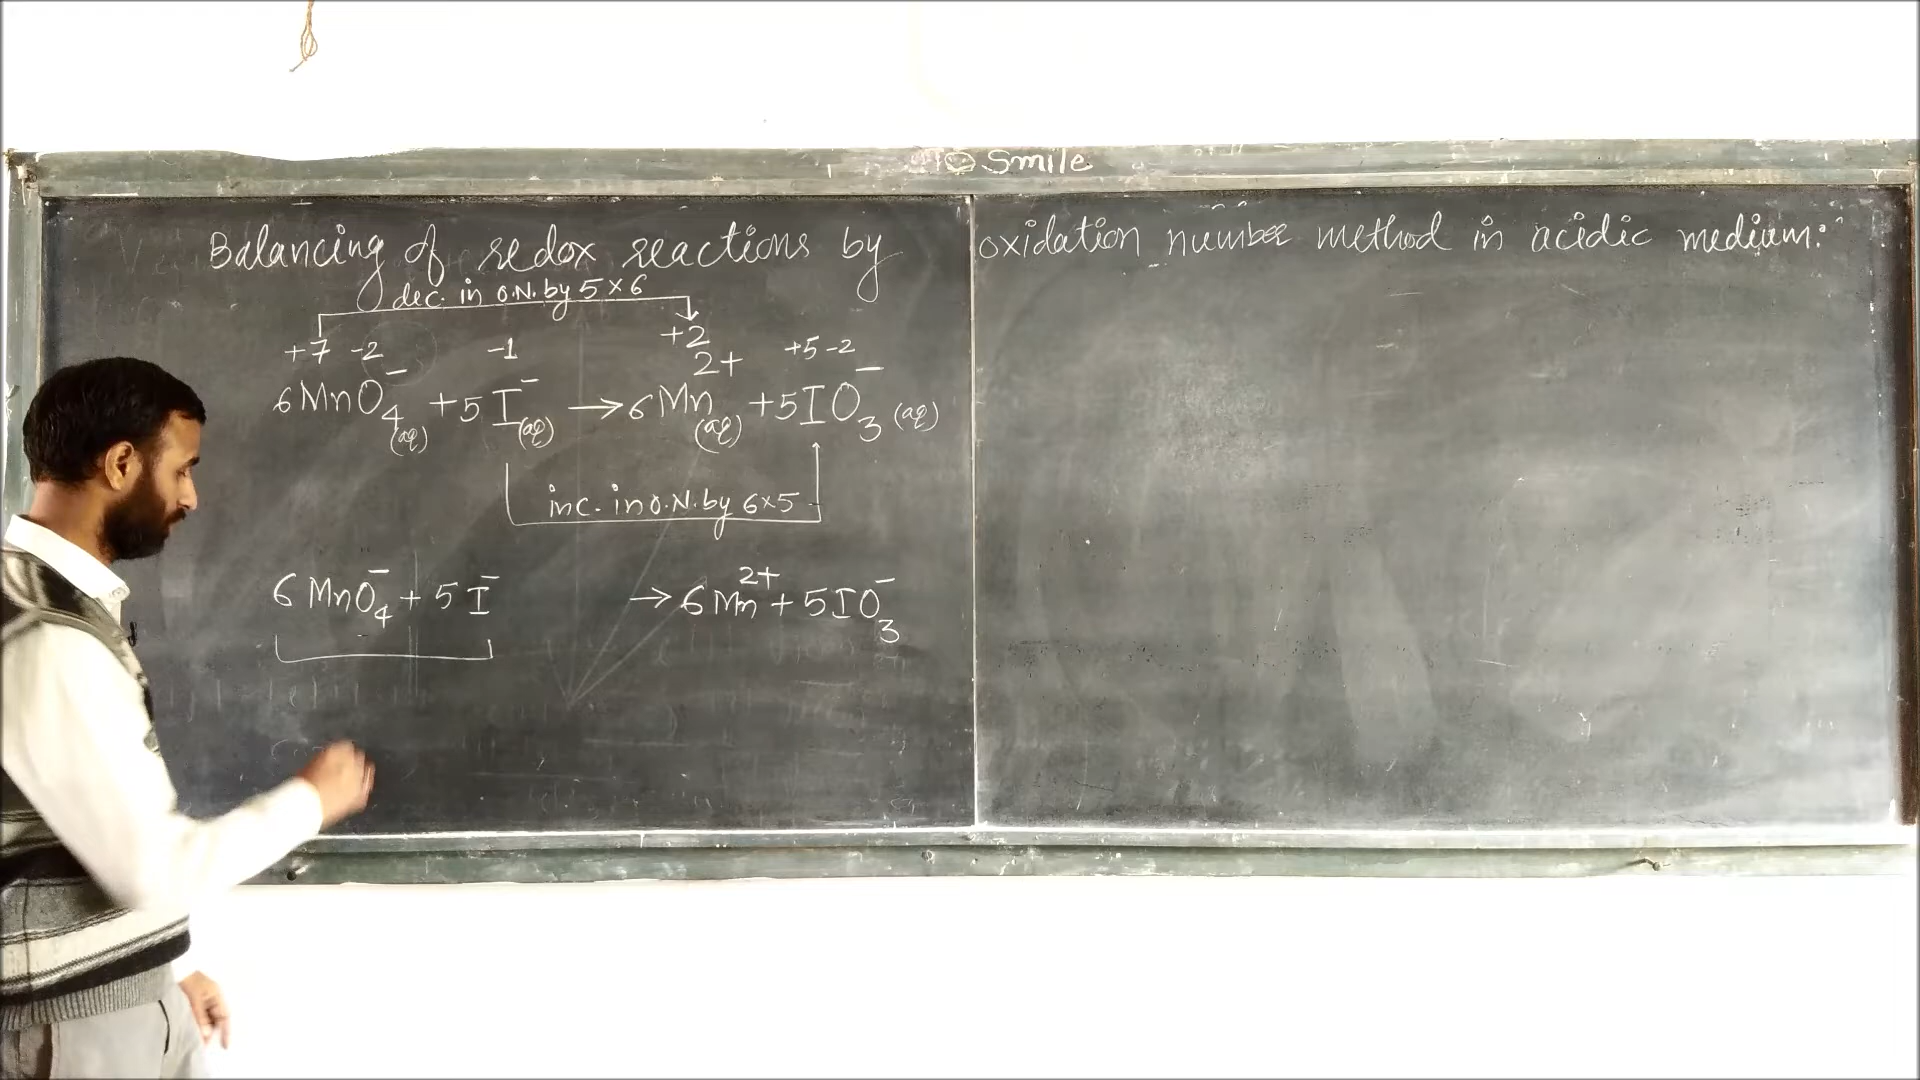 ☺ Smile
Balancing of redox reactions by oxidation number method in acidic medium:
dec. in O.N. by 5 × 6
+7 -2 -1 +2 +5 -2
6MnO₄⁻(aq) + 5I⁻(aq) → 6Mn²⁺(aq) + 5IO₃⁻(aq)
inc. in O.N. by 6×5
6MnO₄⁻ + 5I⁻ → 6Mn²⁺ + 5IO₃⁻